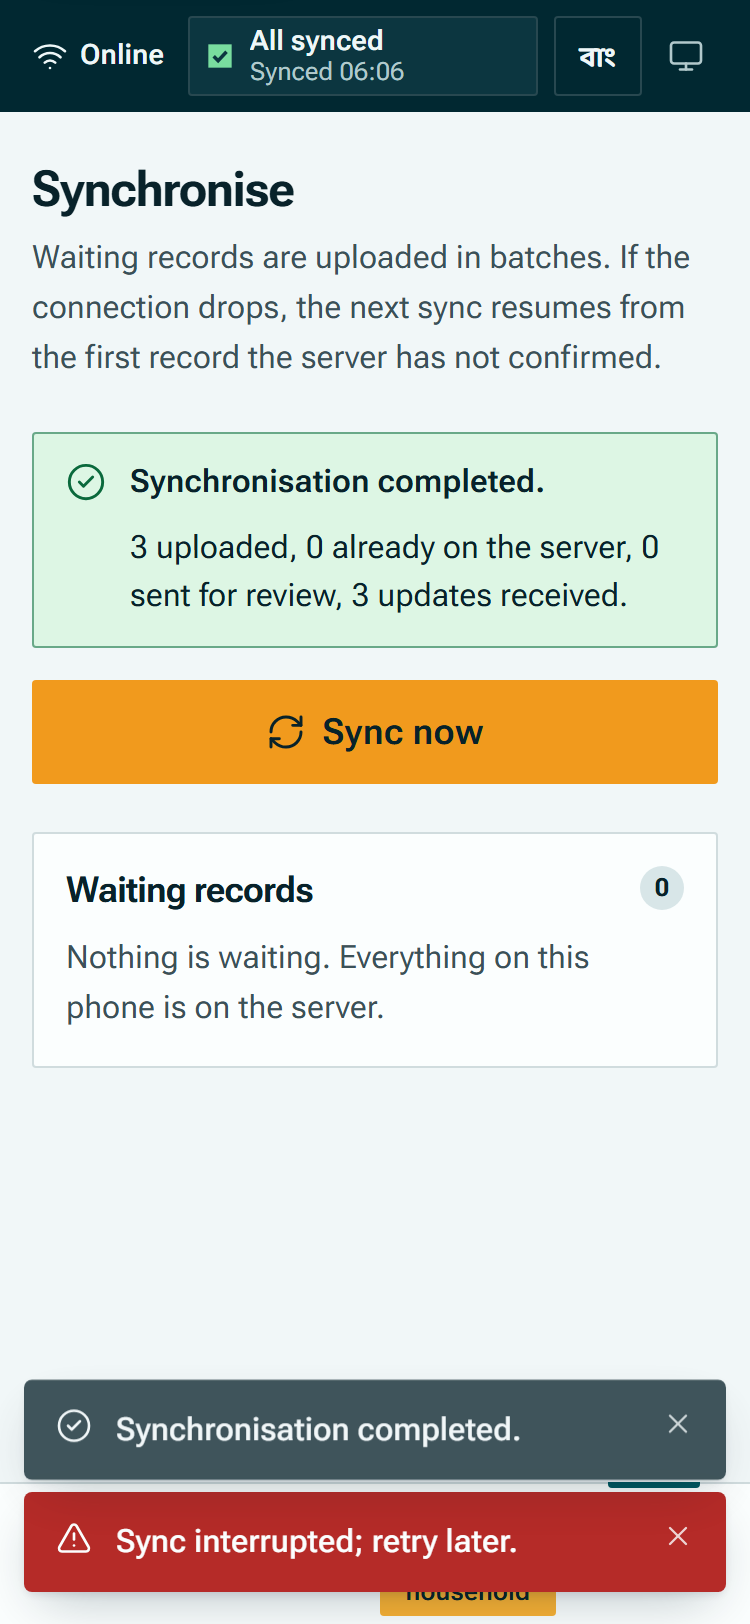 Online
All synced
Synced 06:06
বাং
Synchronise
Waiting records are uploaded in batches. If the
connection drops, the next sync resumes from
the first record the server has not confirmed.
Synchronisation completed.
3 uploaded, 0 already on the server, 0
sent for review, 3 updates received.
Sync now
Waiting records
0
Nothing is waiting. Everything on this
phone is on the server.
Synchronisation completed.
Sync interrupted; retry later.
household